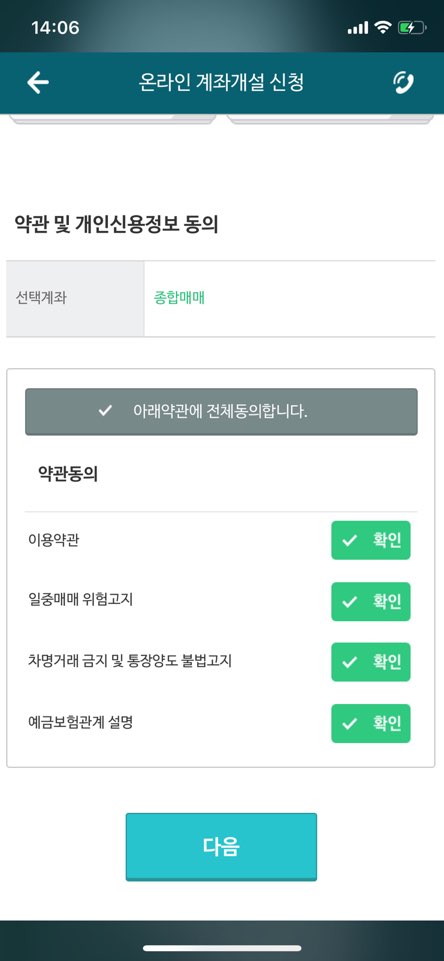 14:06
온라인 계좌개설 신청
약관 및 개인신용정보 동의
선택계좌
종합매매
아래약관에 전체동의합니다.
약관동의
이용약관
확인
일중매매 위험고지
확인
차명거래 금지 및 통장양도 불법고지
확인
예금보험관계 설명
확인
다음